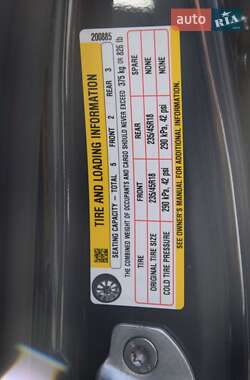 AUTO RIA.com
200885
TIRE AND LOADING INFORMATION
SEATING CAPACITY - TOTAL 5 FRONT 2 REAR 3
THE COMBINED WEIGHT OF OCCUPANTS AND CARGO SHOULD NEVER EXCEED 375 kg OR 826 lb
FRONT REAR SPARE
ORIGINAL TIRE SIZE 235/45R18 235/45R18 NONE
COLD TIRE PRESSURE 290 kPa, 42 psi 290 kPa, 42 psi NONE
SEE OWNER'S MANUAL FOR ADDITIONAL INFORMATION.